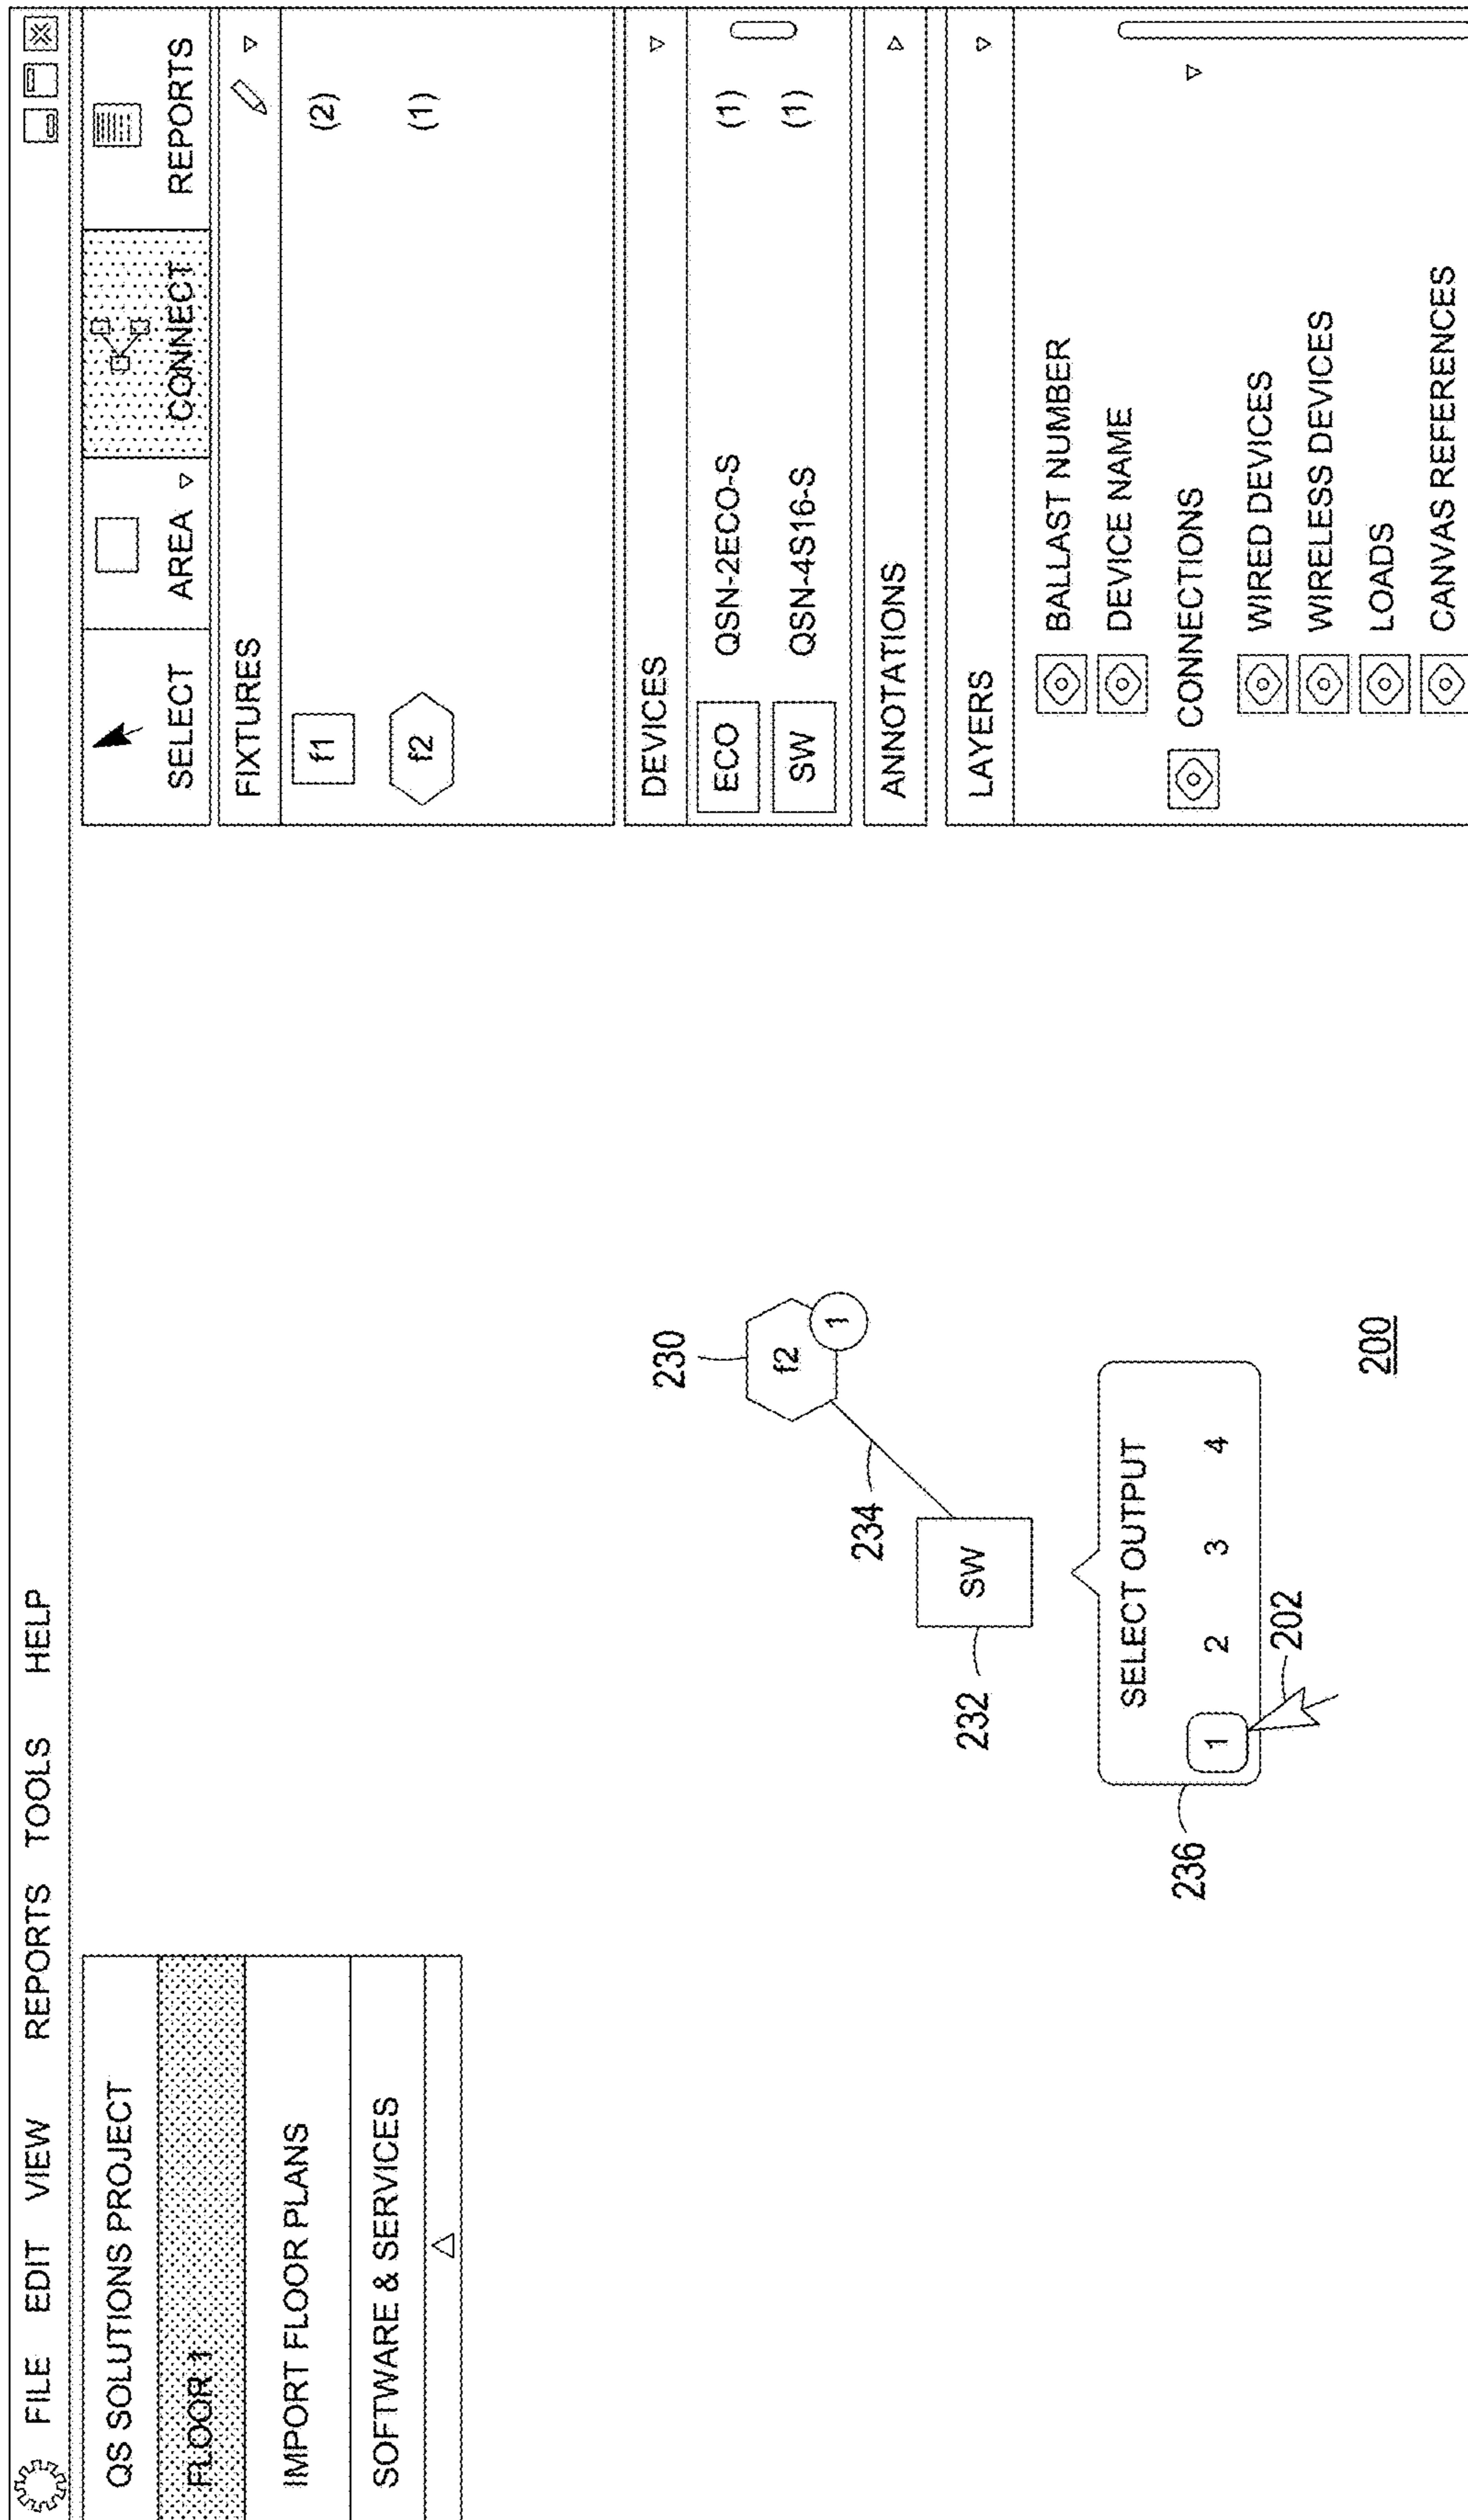 FILE EDIT VIEW REPORTS TOOLS HELP
QS SOLUTIONS PROJECT
FLOOR 1
IMPORT FLOOR PLANS
SOFTWARE & SERVICES
230
f2
1
234
SW
232
SELECT OUTPUT
1 2 3 4
236
202
200
SELECT AREA CONNECT REPORTS
FIXTURES
f1 (2)
f2 (1)
DEVICES
ECO QSN-2ECO-S (1)
SW QSN-4S16-S (1)
ANNOTATIONS
LAYERS
BALLAST NUMBER
DEVICE NAME
CONNECTIONS
WIRED DEVICES
WIRELESS DEVICES
LOADS
CANVAS REFERENCES